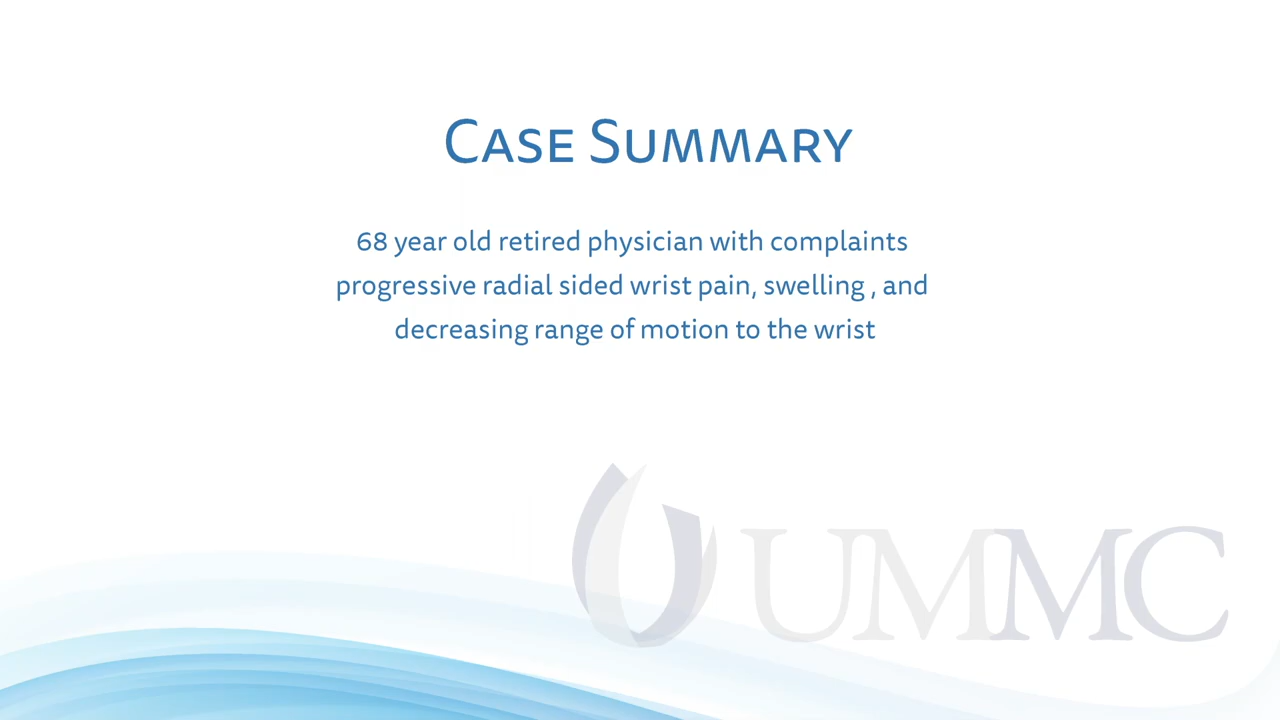 Case Summary
68 year old retired physician with complaints
progressive radial sided wrist pain, swelling , and
decreasing range of motion to the wrist
UMMC